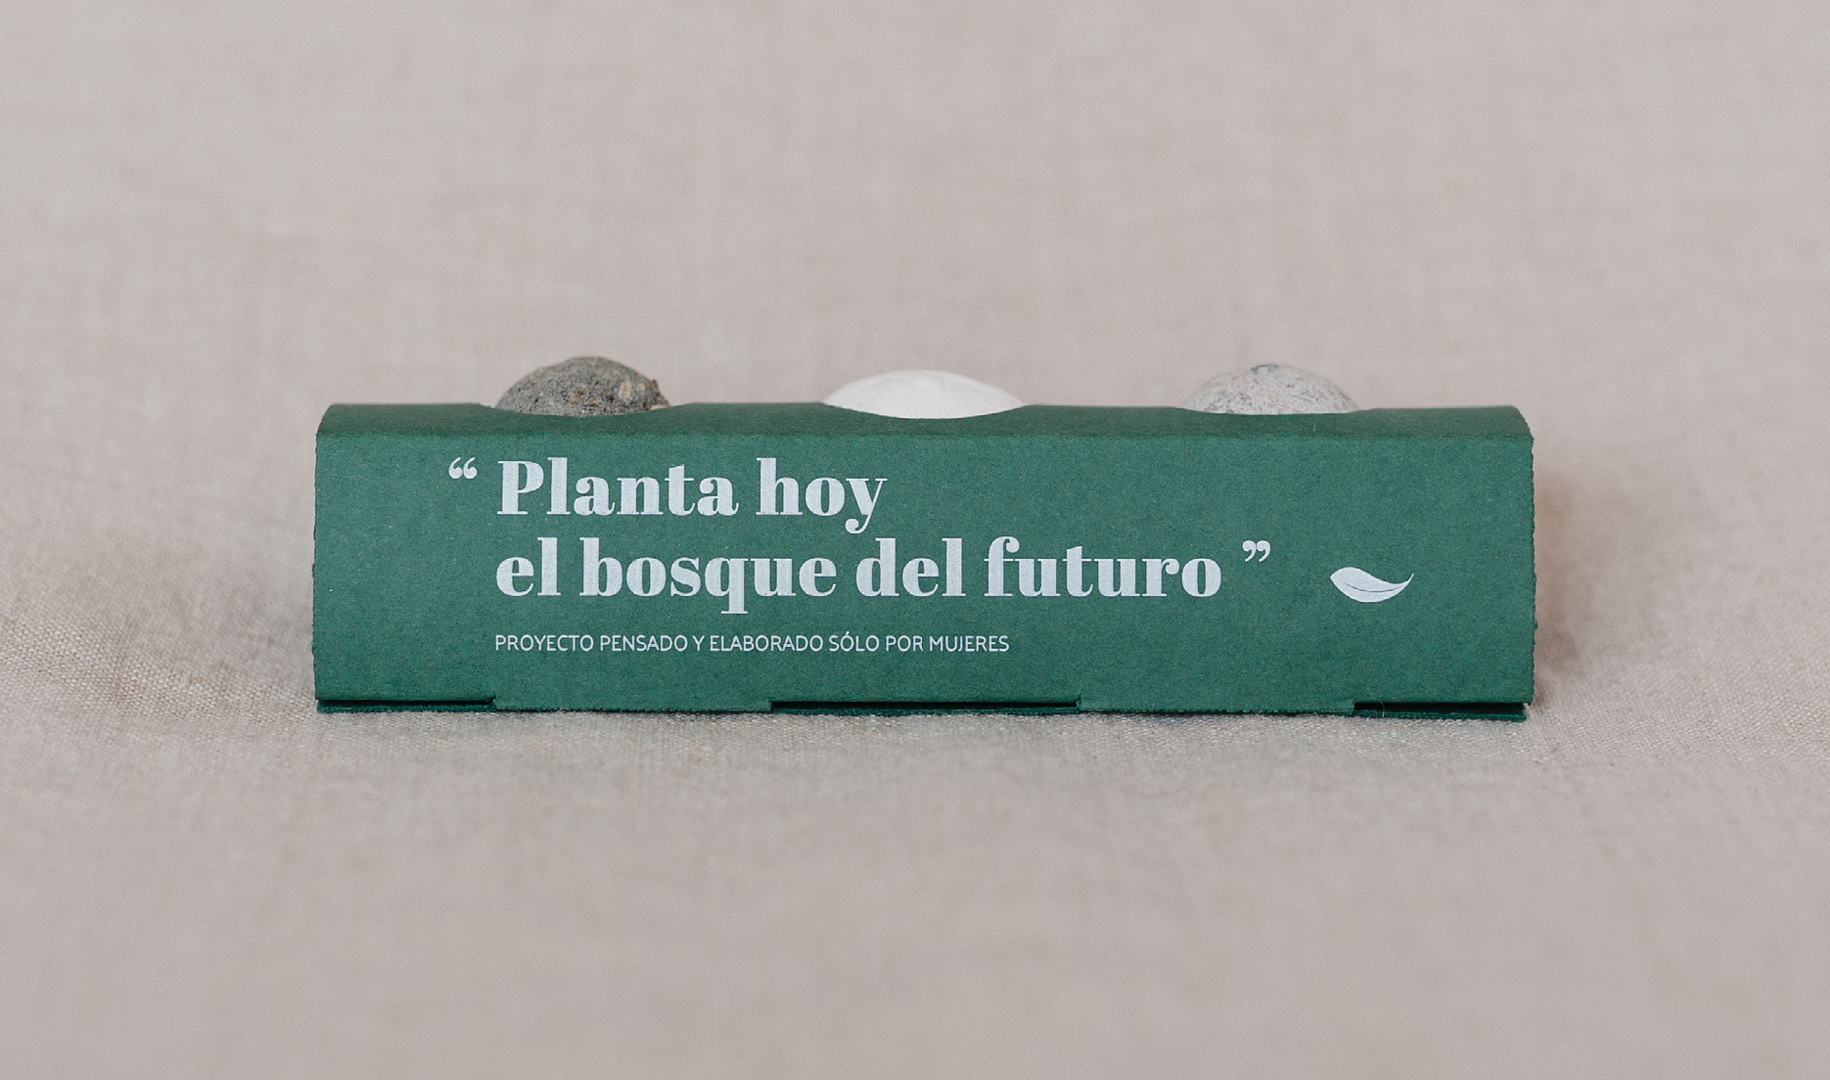 “ Planta hoy
el bosque del futuro ”
PROYECTO PENSADO Y ELABORADO SÓLO POR MUJERES